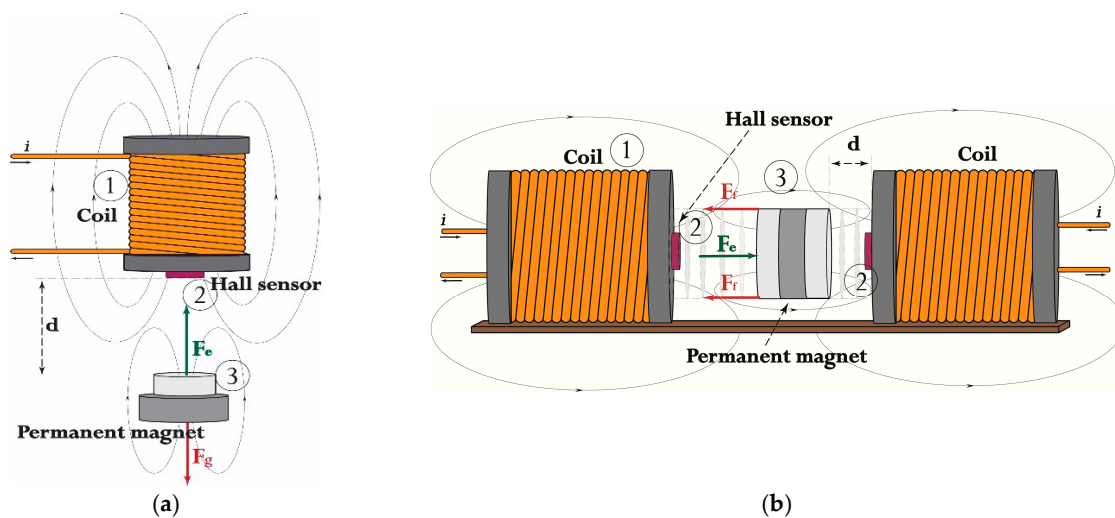 i
1
Coil
Hall sensor
2
d
Fe
3
Permanent magnet
Fg
(a)
Hall sensor
Coil 1
d
Coil
3
Ff
2
i
i
Fe
2
Ff
Permanent magnet
(b)